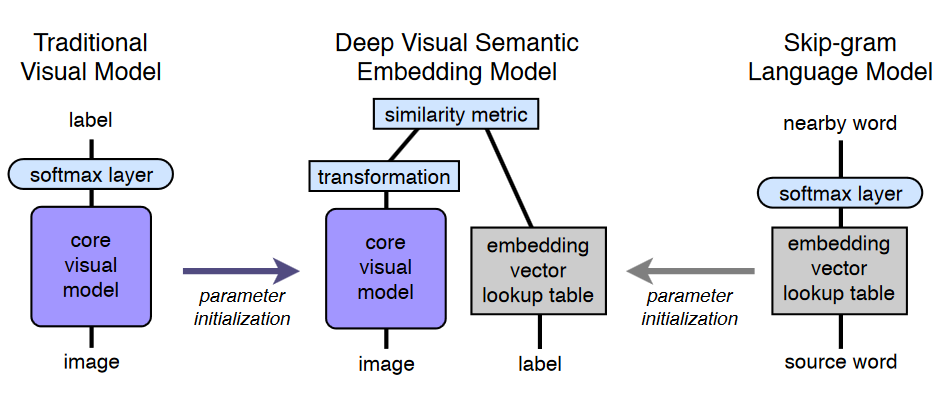 Traditional
Visual Model
label
softmax layer
core
visual
model
image
parameter
initialization
Deep Visual Semantic
Embedding Model
similarity metric
transformation
core
visual
model
image
embedding
vector
lookup table
label
parameter
initialization
Skip-gram
Language Model
nearby word
softmax layer
embedding
vector
lookup table
source word